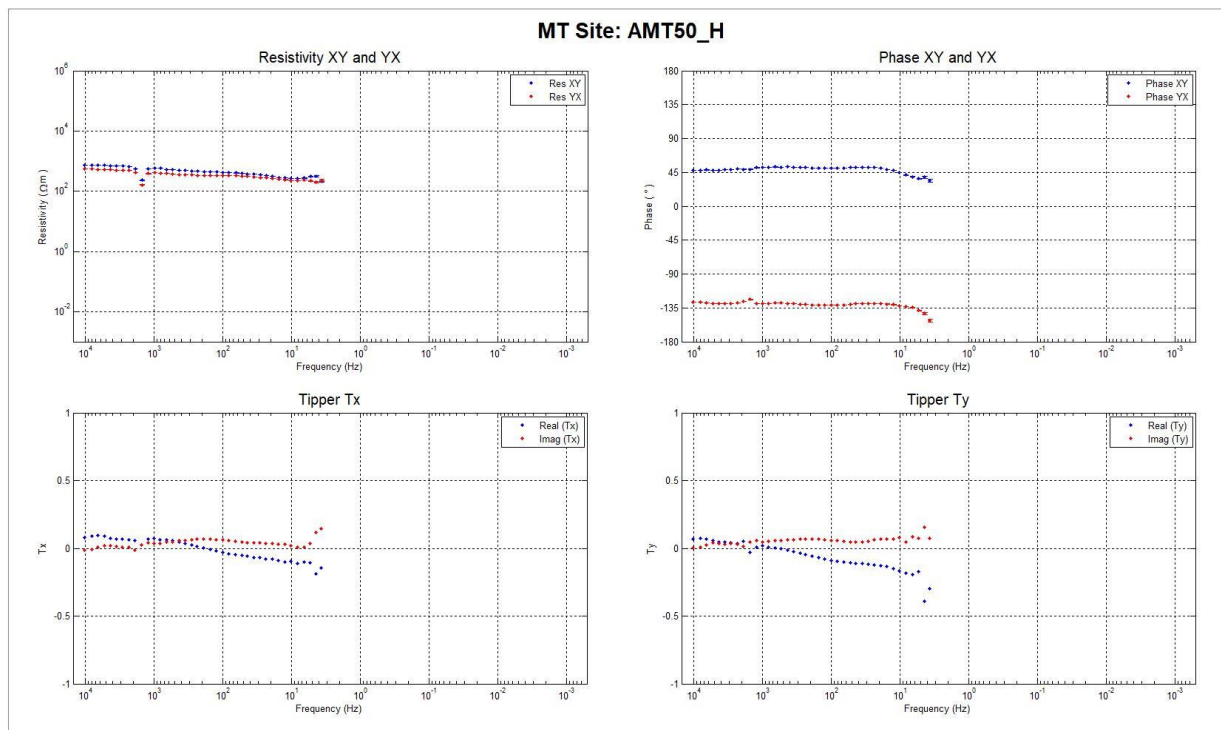 MT Site: AMT50_H
Resistivity XY and YX
Res XY
Res YX
Resistivity (Ωm)
10^6
10^4
10^2
10^0
10^-2
10^4 10^3 10^2 10^1 10^0 10^-1 10^-2 10^-3
Frequency (Hz)
Phase XY and YX
Phase XY
Phase YX
Phase (°)
180
135
90
45
0
-45
-90
-135
-180
10^4 10^3 10^2 10^1 10^0 10^-1 10^-2 10^-3
Frequency (Hz)
Tipper Tx
Real (Tx)
Imag (Tx)
Tx
1
0.5
0
-0.5
-1
10^4 10^3 10^2 10^1 10^0 10^-1 10^-2 10^-3
Frequency (Hz)
Tipper Ty
Real (Ty)
Imag (Ty)
Ty
1
0.5
0
-0.5
-1
10^4 10^3 10^2 10^1 10^0 10^-1 10^-2 10^-3
Frequency (Hz)